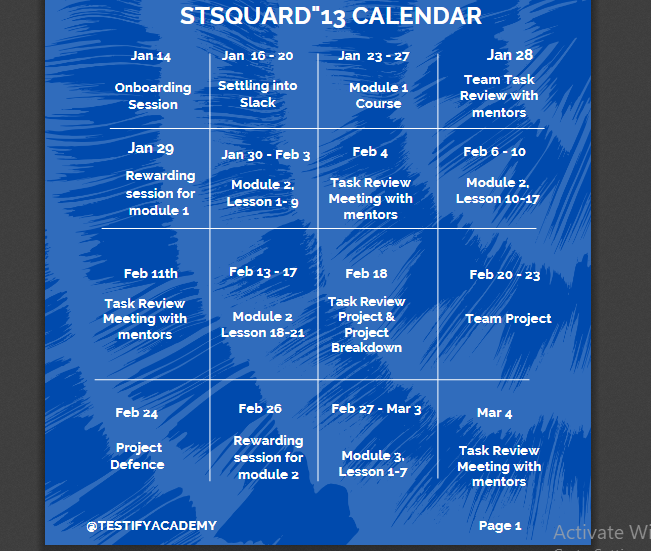 STSQUARD"13 CALENDAR
Jan 14
Onboarding
Session
Jan 16 - 20
Settling into
Slack
Jan 23 - 27
Module 1
Course
Jan 28
Team Task
Review with
mentors
Jan 29
Rewarding
session for
module 1
Jan 30 - Feb 3
Module 2,
Lesson 1- 9
Feb 4
Task Review
Meeting with
mentors
Feb 6 - 10
Module 2,
Lesson 10-17
Feb 11th
Task Review
Meeting with
mentors
Feb 13 - 17
Module 2
Lesson 18-21
Feb 18
Task Review
Project &
Project
Breakdown
Feb 20 - 23
Team Project
Feb 24
Project
Defence
Feb 26
Rewarding
session for
module 2
Feb 27 - Mar 3
Module 3,
Lesson 1-7
Mar 4
Task Review
Meeting with
mentors
@TESTIFYACADEMY
Page 1
Activate Wi